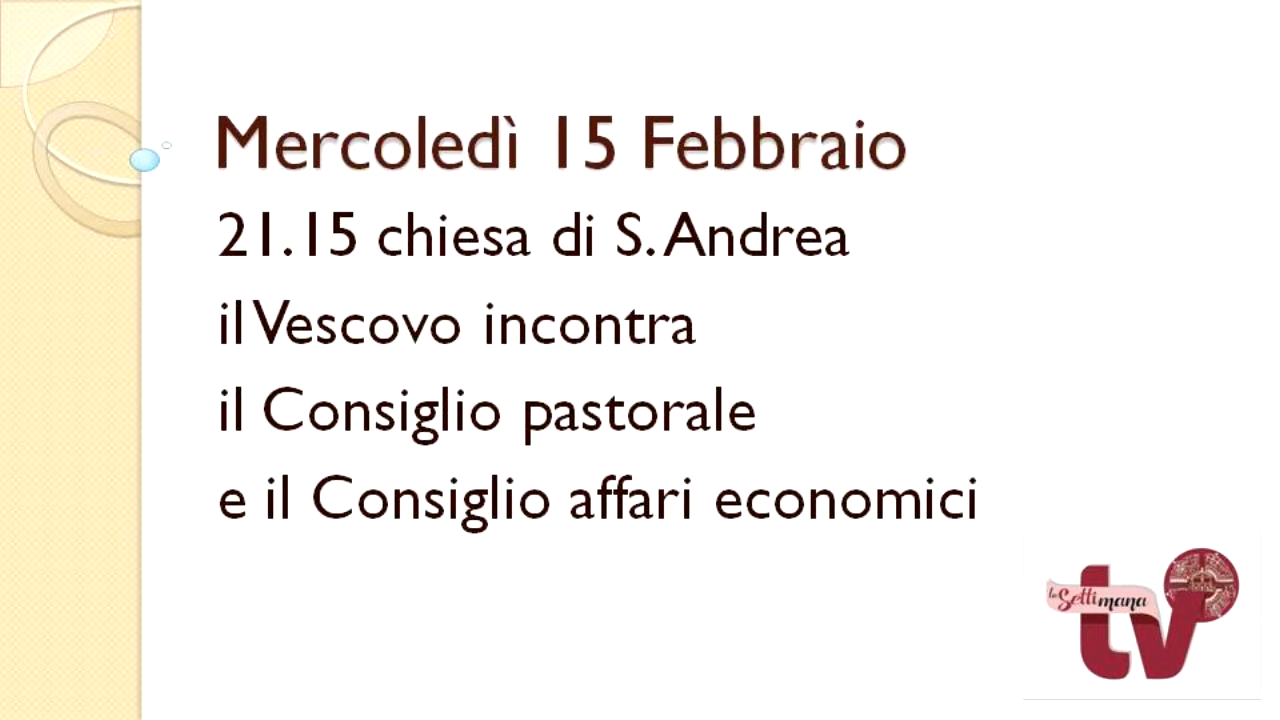 Mercoledì 15 Febbraio
21.15 chiesa di S. Andrea
il Vescovo incontra
il Consiglio pastorale
e il Consiglio affari economici
la Settimana
tv